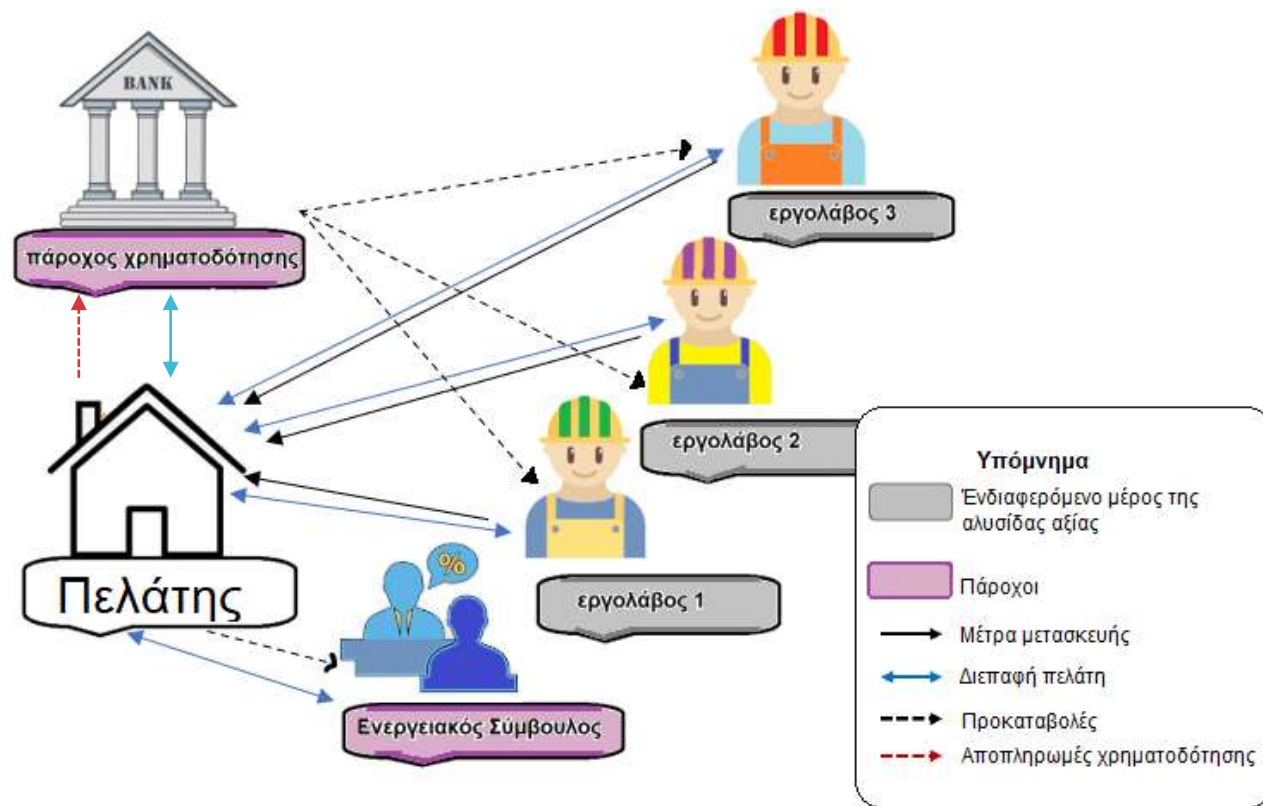 BANK
πάροχος χρηματοδότησης
εργολάβος 3
εργολάβος 2
εργολάβος 1
%
Πελάτης
Ενεργειακός Σύμβουλος
Υπόμνημα
Ένδιαφερόμενο μέρος της
αλυσίδας αξίας
Πάροχοι
Μέτρα μετασκευής
Διεπαφή πελάτη
Προκαταβολές
Αποπληρωμές χρηματοδότησης